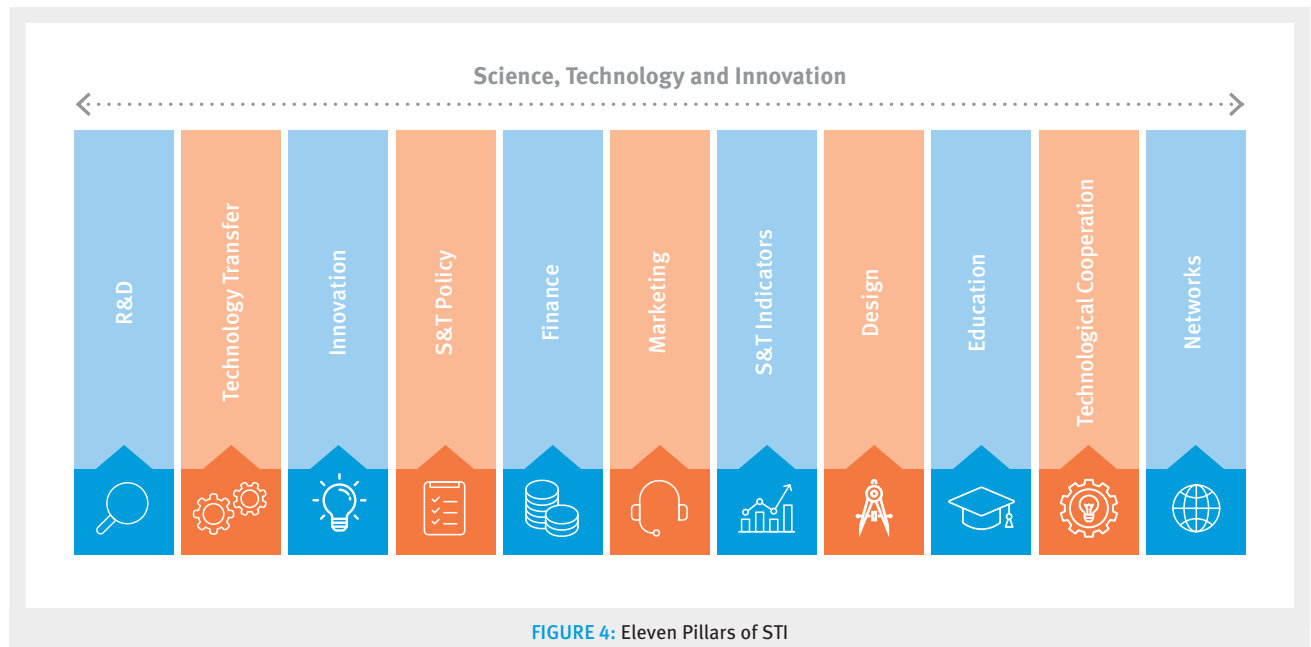 Science, Technology and Innovation
R&D
Technology Transfer
Innovation
S&T Policy
Finance
Marketing
S&T Indicators
Design
Education
Technological Cooperation
Networks
FIGURE 4: Eleven Pillars of STI